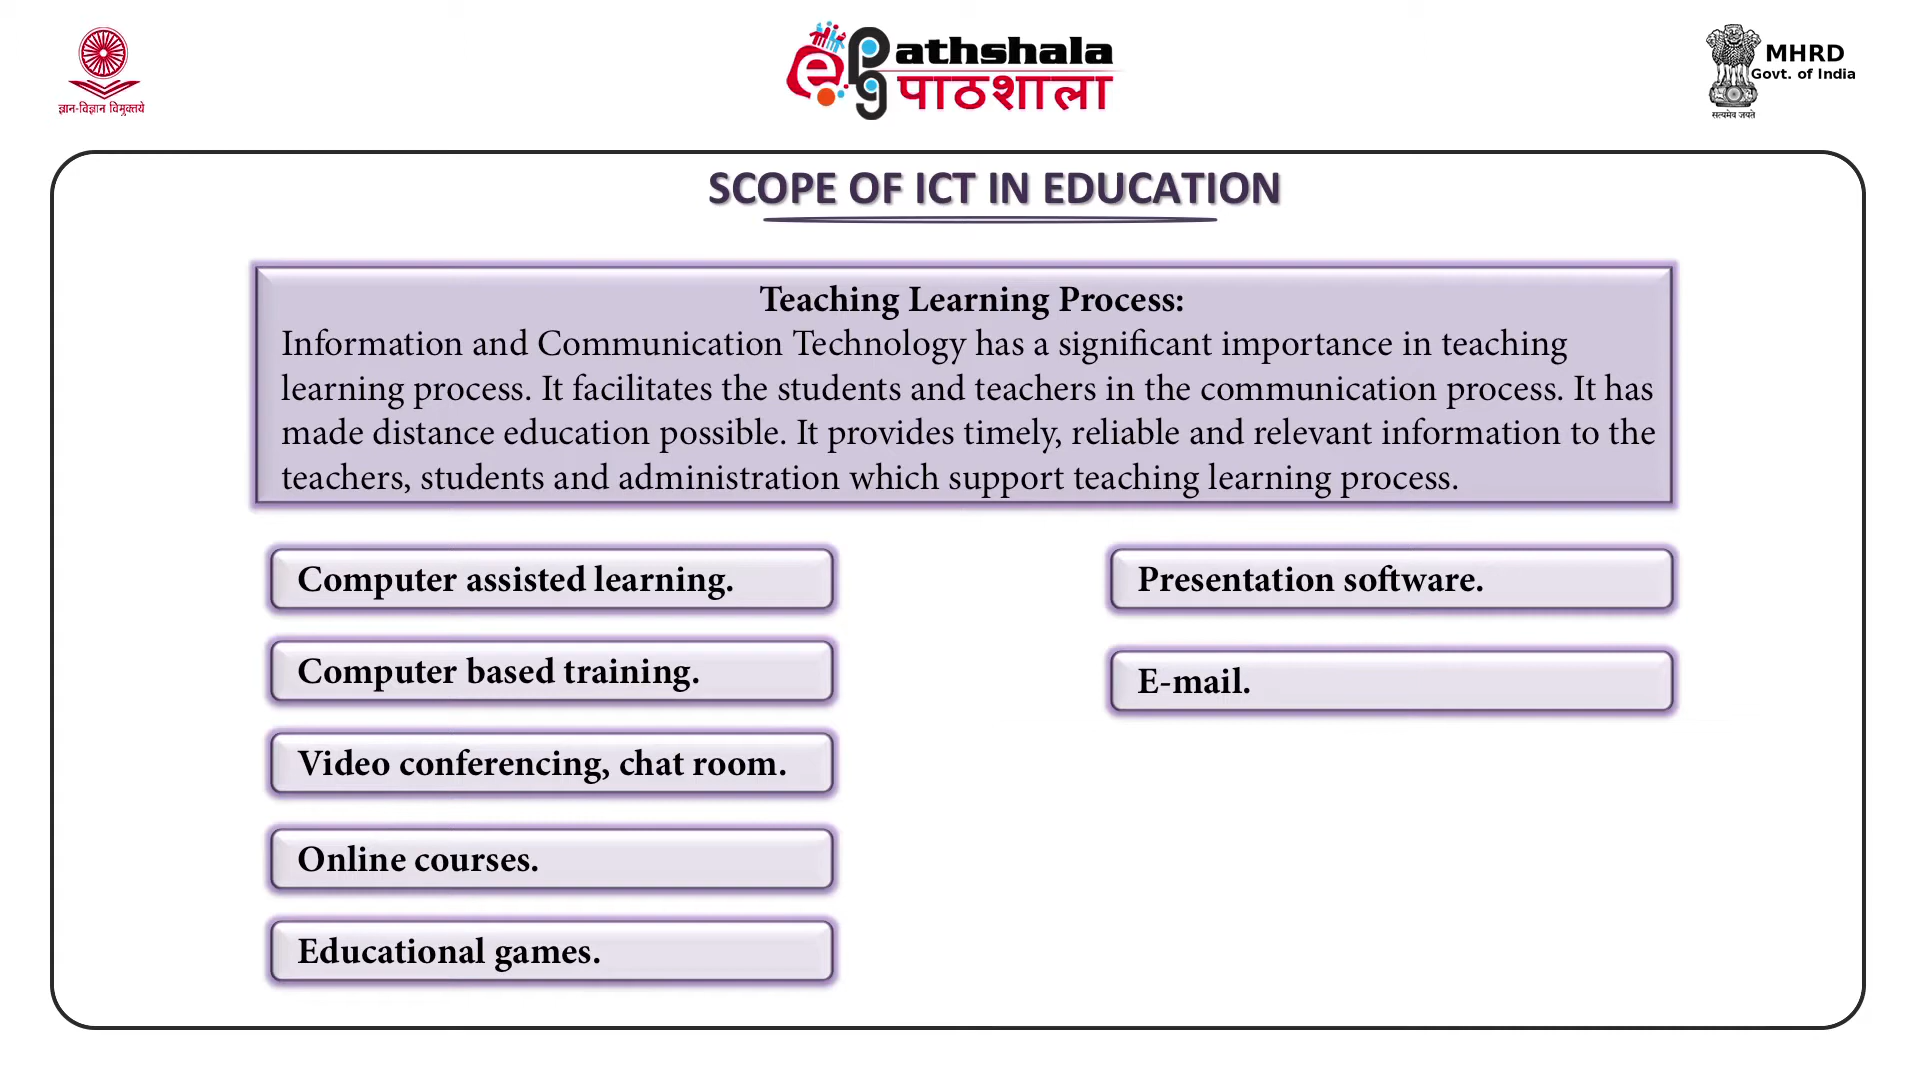 ज्ञान-विज्ञान विमुक्तये
e pg athshala
पाठशाला
MHRD
Govt. of India
सत्यमेव जयते
SCOPE OF ICT IN EDUCATION
Teaching Learning Process:
Information and Communication Technology has a significant importance in teaching
learning process. It facilitates the students and teachers in the communication process. It has
made distance education possible. It provides timely, reliable and relevant information to the
teachers, students and administration which support teaching learning process.
Computer assisted learning.
Computer based training.
Video conferencing, chat room.
Online courses.
Educational games.
Presentation software.
E-mail.